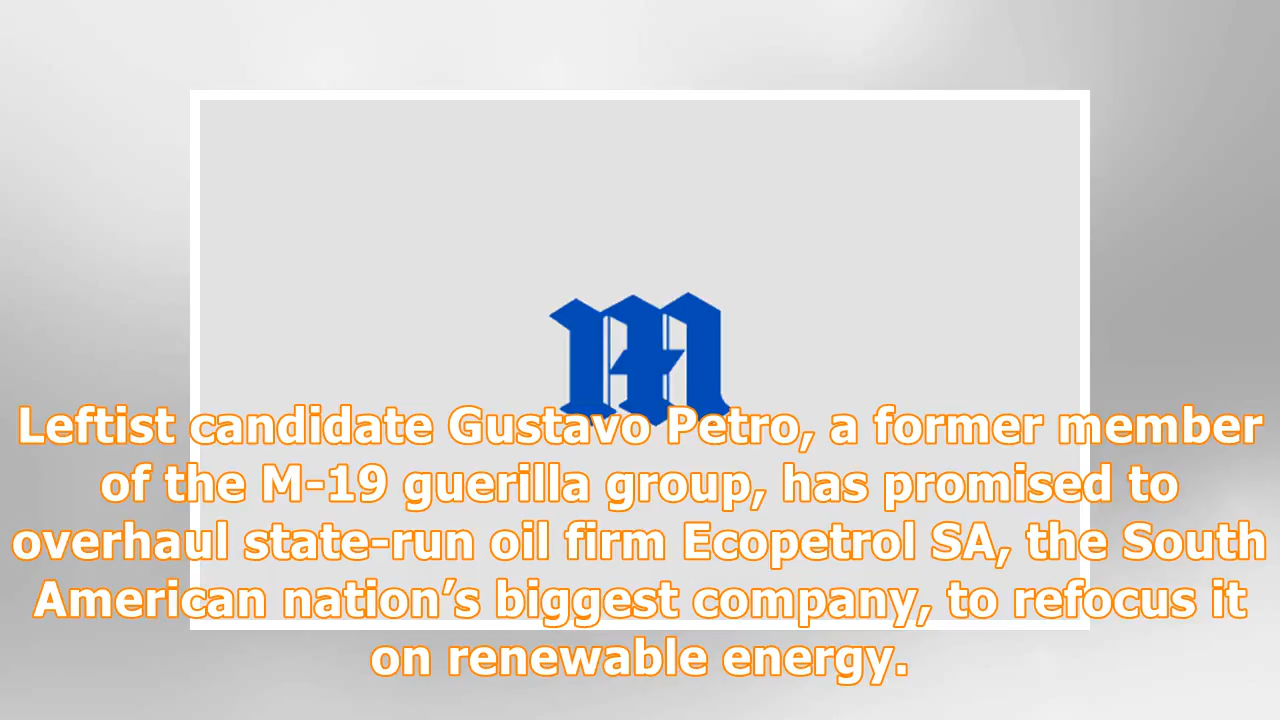 Leftist candidate Gustavo Petro, a former member
of the M-19 guerilla group, has promised to
overhaul state-run oil firm Ecopetrol SA, the South
American nation’s biggest company, to refocus it
on renewable energy.